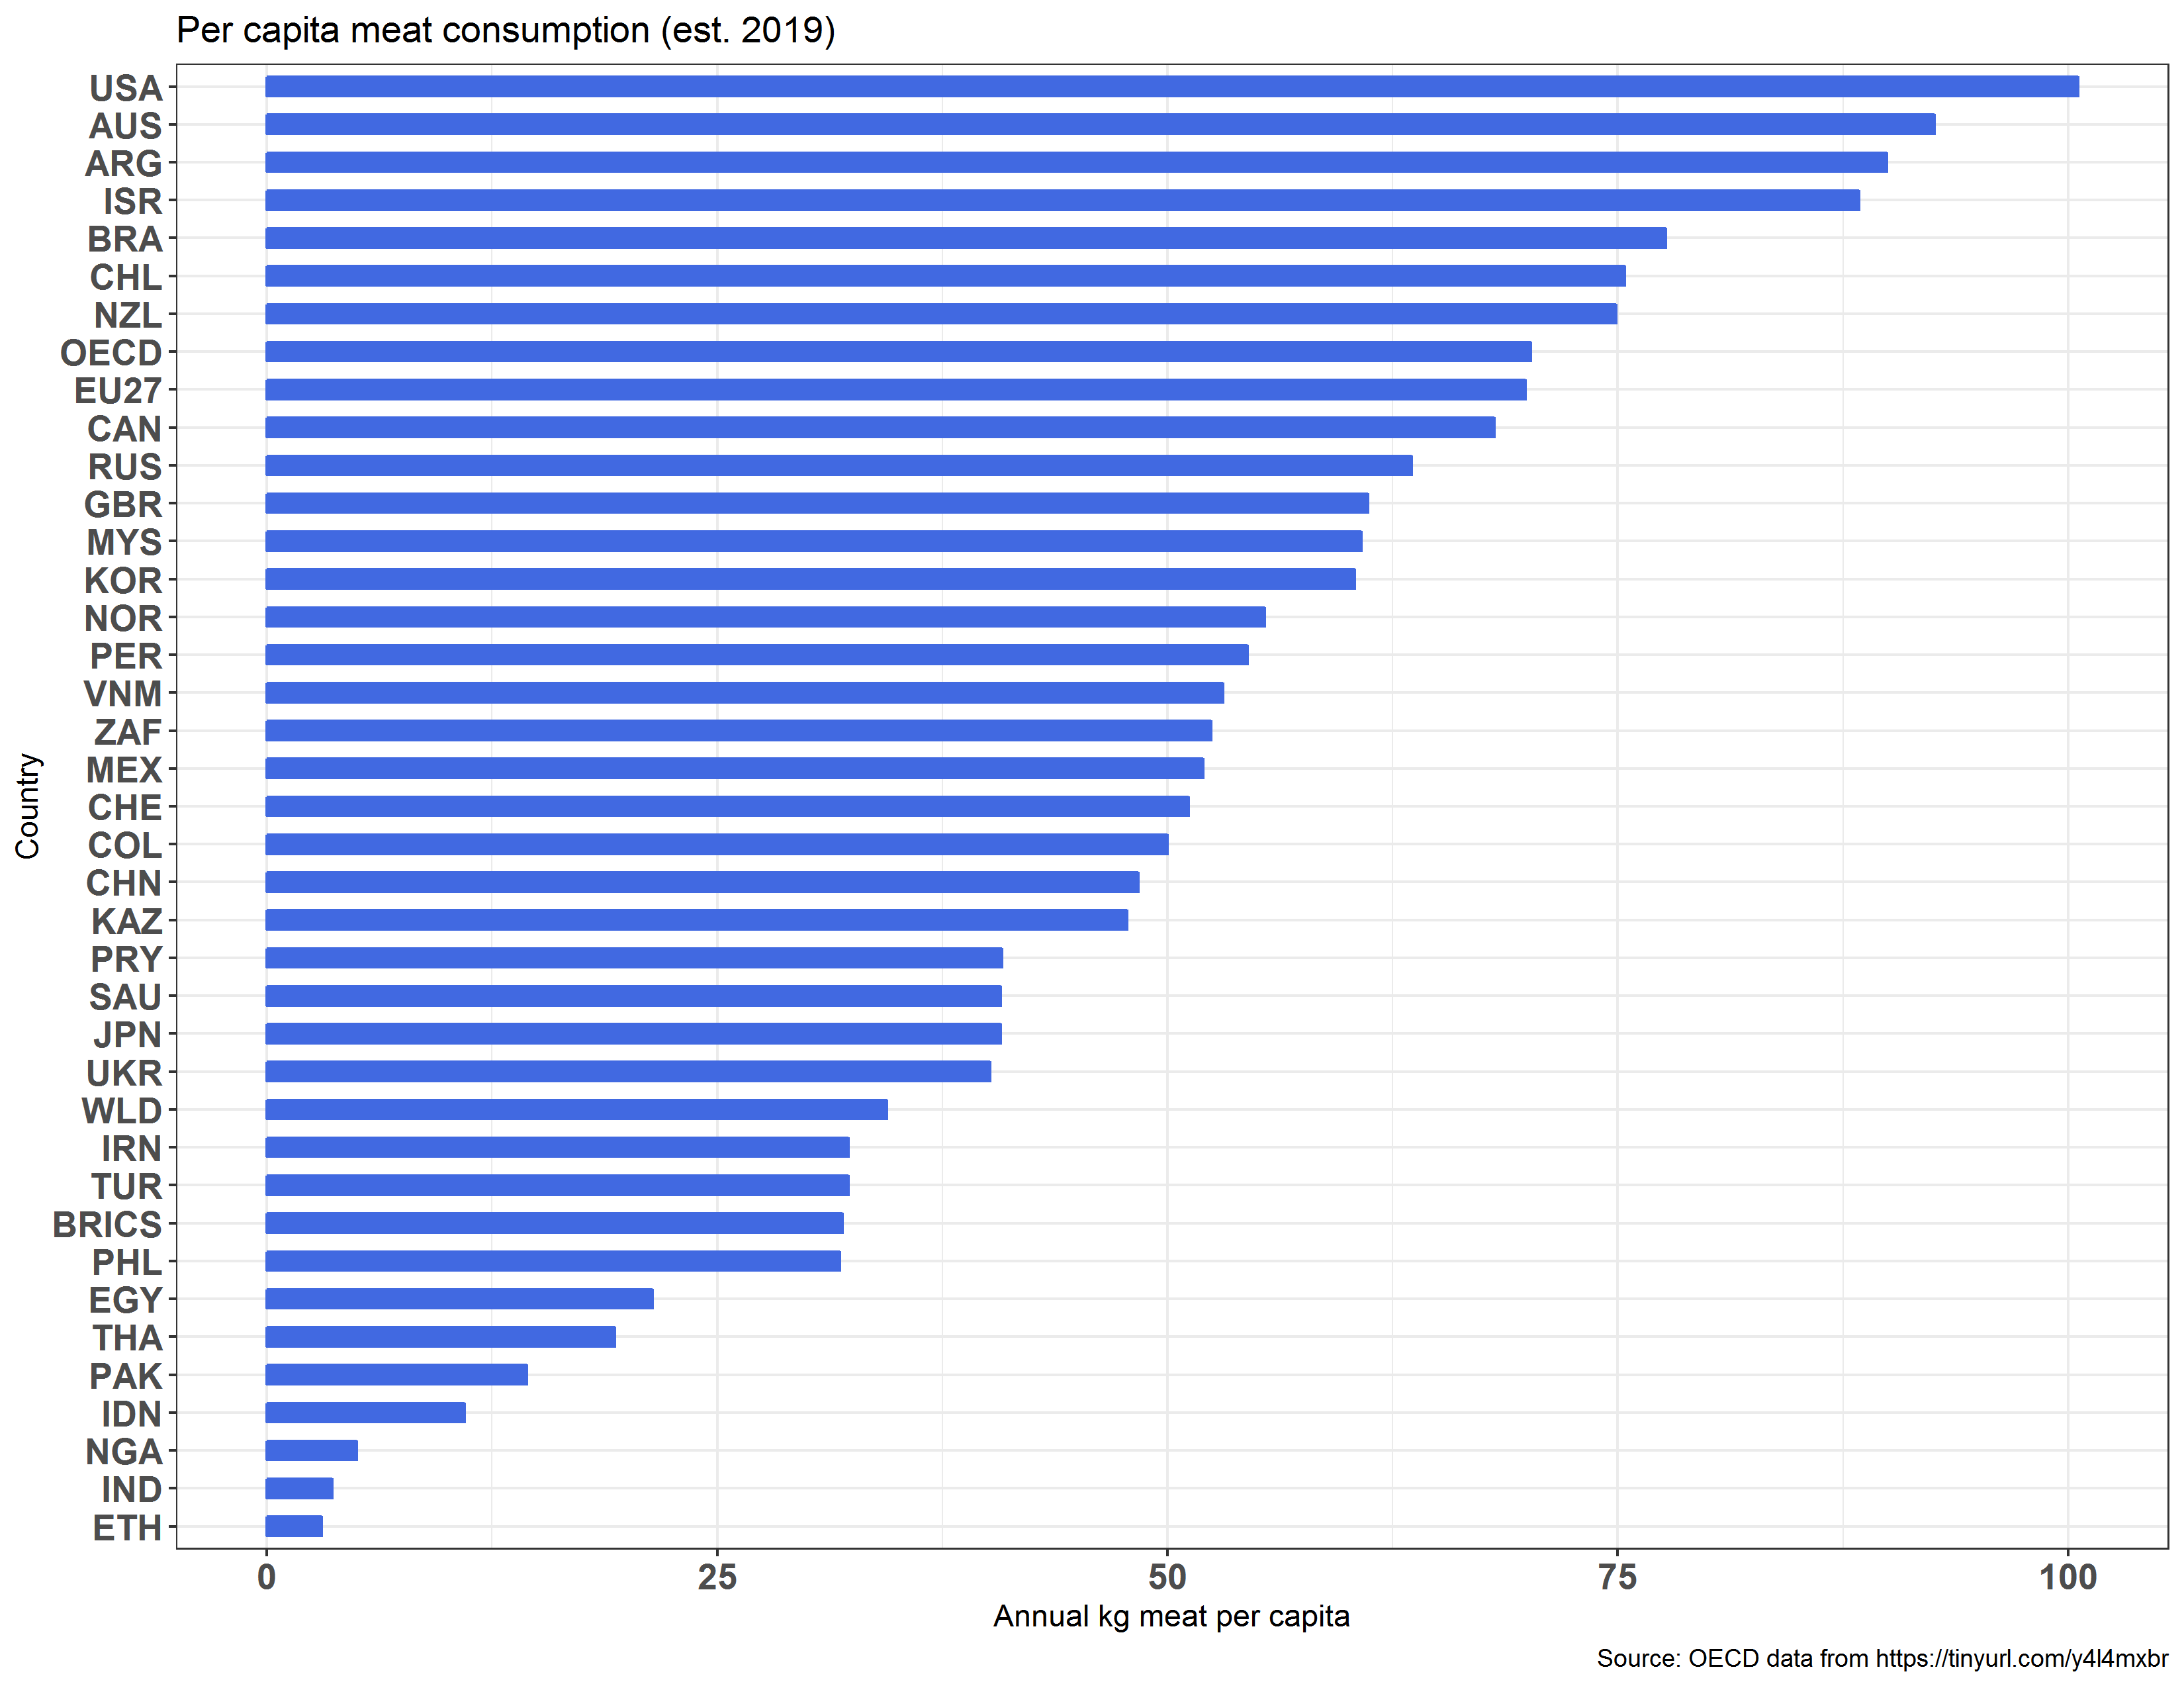 Per capita meat consumption (est. 2019)
USA
AUS
ARG
ISR
BRA
CHL
NZL
OECD
EU27
CAN
RUS
GBR
MYS
KOR
NOR
PER
VNM
ZAF
MEX
CHE
COL
CHN
KAZ
PRY
SAU
JPN
UKR
WLD
IRN
TUR
BRICS
PHL
EGY
THA
PAK
IDN
NGA
IND
ETH
Country
0 25 50 75 100
Annual kg meat per capita
Source: OECD data from https://tinyurl.com/y4l4mxbr